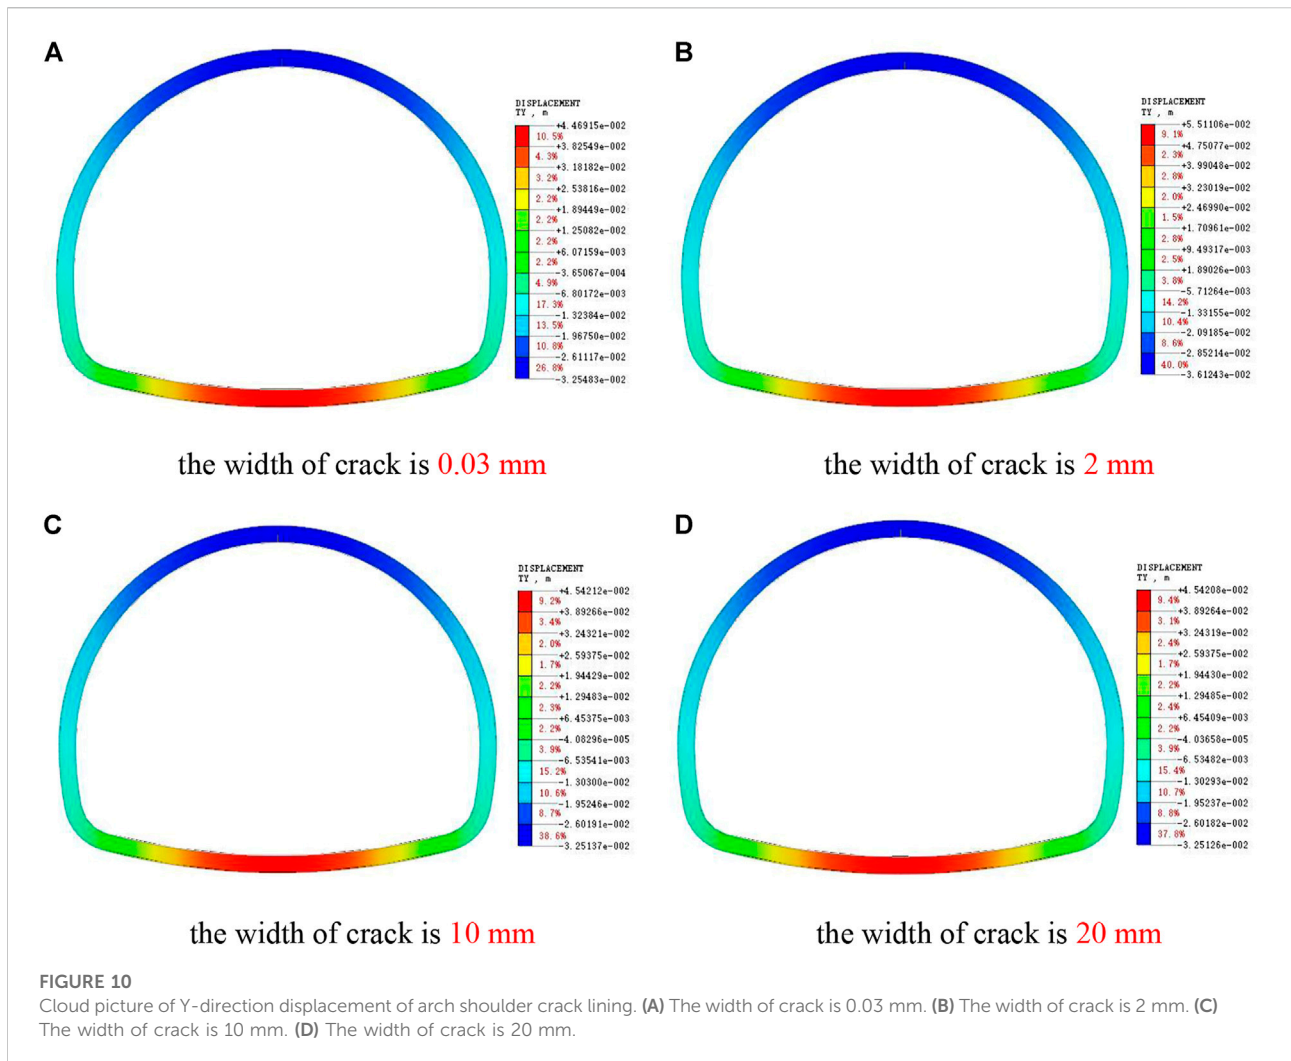 A
DISPLACEMENT
TY , m
+4.46915e-002
10.5%
+3.82549e-002
4.3%
+3.18182e-002
3.2%
+2.53816e-002
2.2%
+1.89449e-002
2.2%
+1.25082e-002
2.2%
+6.07159e-003
2.2%
-3.65067e-004
4.9%
-6.80172e-003
17.3%
-1.32384e-002
13.5%
-1.96750e-002
10.8%
-2.61117e-002
26.8%
-3.25483e-002
the width of crack is 0.03 mm
B
DISPLACEMENT
TY , m
+5.51106e-002
9.1%
+4.75077e-002
2.3%
+3.99048e-002
2.8%
+3.23019e-002
2.0%
+2.46990e-002
1.5%
+1.70961e-002
2.8%
+9.49317e-003
2.5%
+1.89026e-003
3.8%
-5.71264e-003
14.2%
-1.33155e-002
10.4%
-2.09185e-002
8.6%
-2.85214e-002
40.0%
-3.61243e-002
the width of crack is 2 mm
C
DISPLACEMENT
TY , m
+4.54212e-002
9.2%
+3.89266e-002
3.4%
+3.24321e-002
2.0%
+2.59375e-002
1.7%
+1.94429e-002
2.2%
+1.29483e-002
2.3%
+6.45375e-003
2.2%
-4.08296e-005
3.9%
-6.53541e-003
15.2%
-1.30300e-002
10.6%
-1.95246e-002
8.7%
-2.60191e-002
38.6%
-3.25137e-002
the width of crack is 10 mm
D
DISPLACEMENT
TY , m
+4.54208e-002
9.4%
+3.89264e-002
3.1%
+3.24319e-002
2.4%
+2.59375e-002
1.7%
+1.94430e-002
2.2%
+1.29485e-002
2.4%
+6.45409e-003
2.2%
-4.03658e-005
3.9%
-6.53482e-003
15.4%
-1.30293e-002
10.7%
-1.95237e-002
8.8%
-2.60182e-002
37.8%
-3.25126e-002
the width of crack is 20 mm
FIGURE 10
Cloud picture of Y-direction displacement of arch shoulder crack lining. (A) The width of crack is 0.03 mm. (B) The width of crack is 2 mm. (C)
The width of crack is 10 mm. (D) The width of crack is 20 mm.